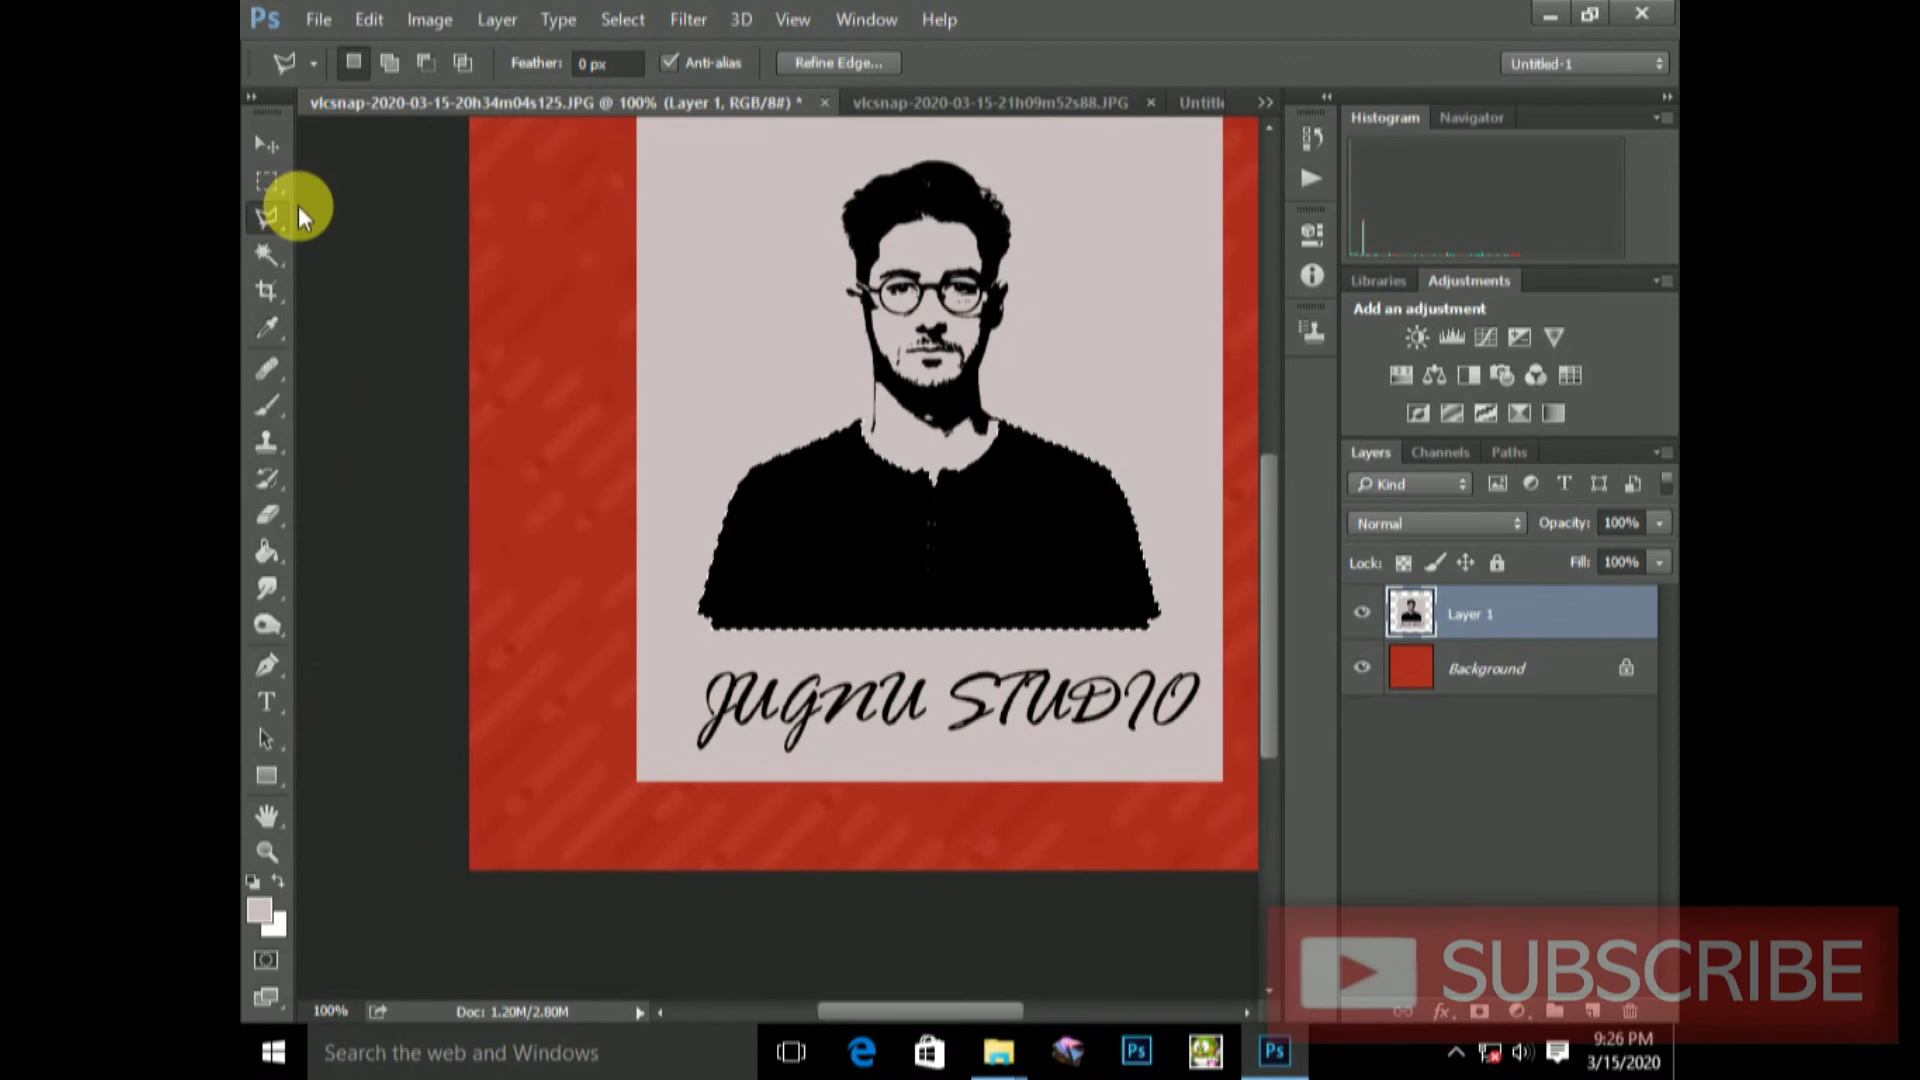 Ps File Edit Image Layer Type Select Filter 3D View Window Help
Feather: 0 px Anti-alias Refine Edge... Untitled-1
vlcsnap-2020-03-15-20h34m04s125.JPG @ 100% (Layer 1, RGB/8#) * × vlcsnap-2020-03-15-21h09m52s88.JPG ×
Histogram Navigator
Libraries Adjustments
Add an adjustment
Layers Channels Paths
Kind
Normal Opacity: 100%
Lock: Fill: 100%
Layer 1
Background
JUGNU STUDIO
SUBSCRIBE
100% Doc: 1.20M/2.80M
Search the web and Windows
Ps
Ps
9:26 PM
3/15/2020